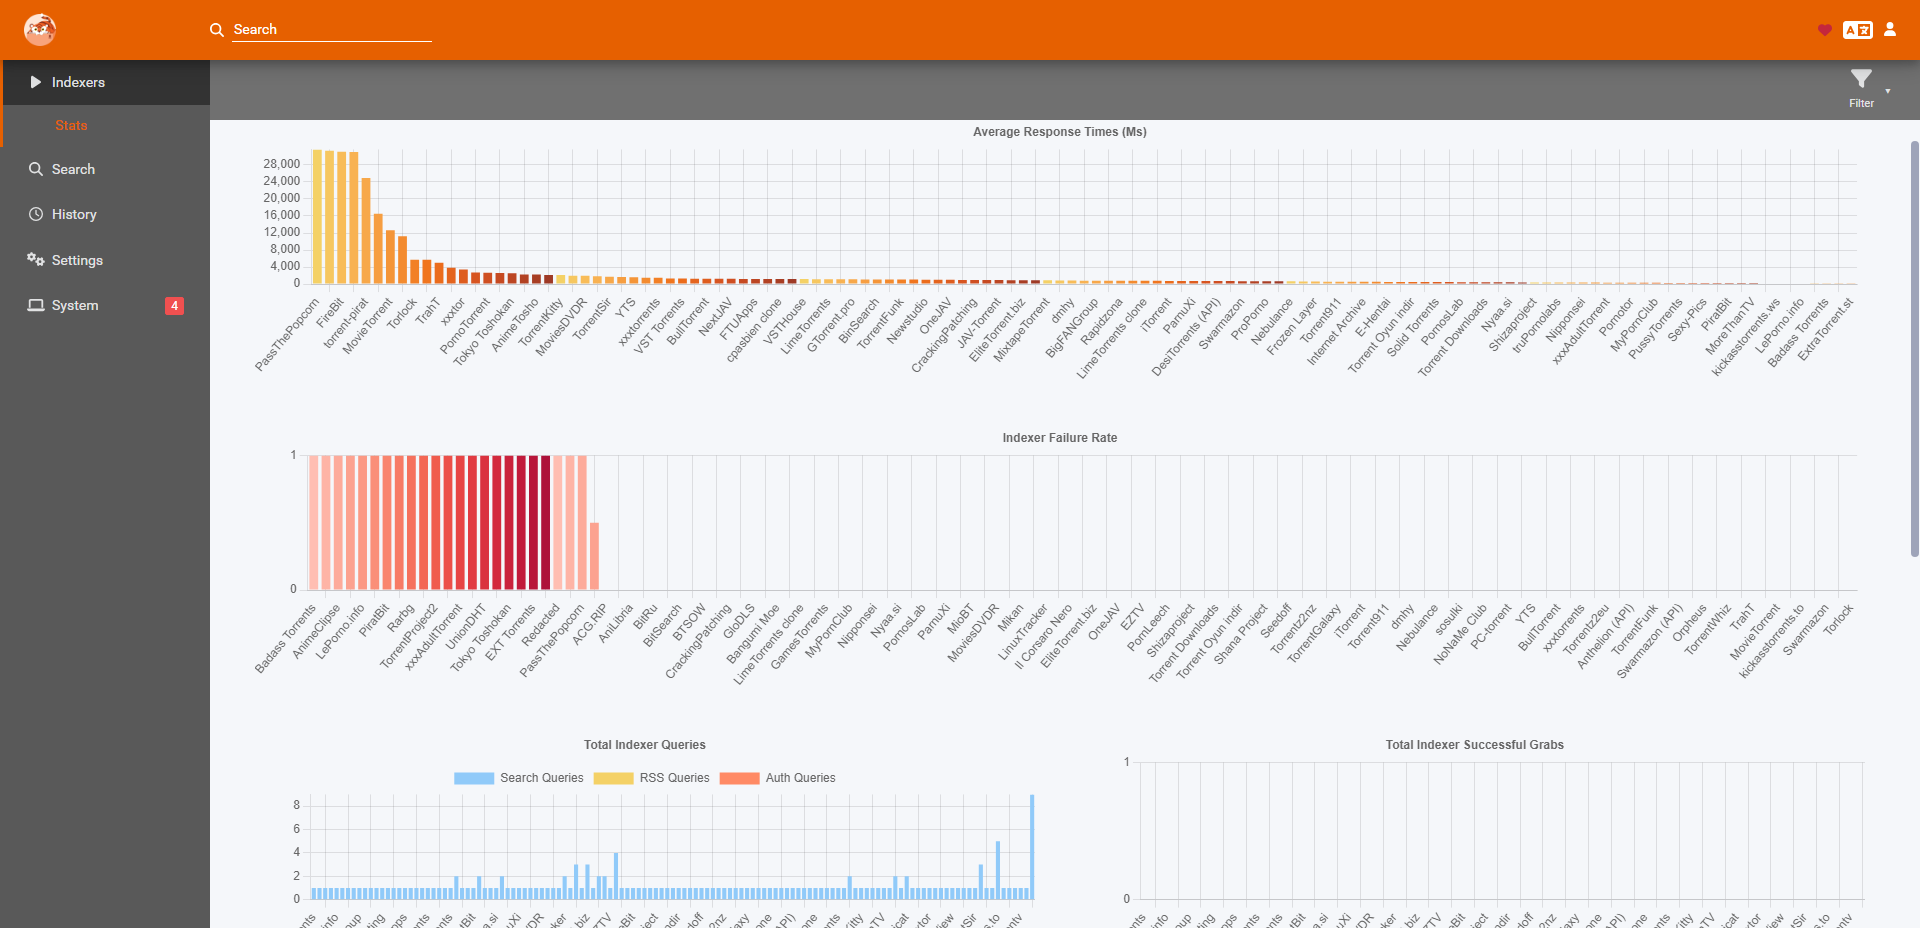 Search
Indexers
Stats
Search
History
Settings
System
4
Filter
Average Response Times (Ms)
28,000
24,000
20,000
16,000
12,000
8,000
4,000
0
PassThePopcorn
FireBit
torrent-pirat
MovieTorrent
Torlock
TrahT
xxxtor
PornoTorrent
Tokyo Toshokan
AnimeTosho
TorrentKitty
MoviesDVDR
TorrentSir
YTS
xxxtorrents
VST Torrents
BullTorrent
NextJAV
FTUApps
cpasbien clone
VSTHouse
LimeTorrents
GTorrent.pro
BinSearch
TorrentFunk
Newstudio
OneJAV
CrackingPatching
JAV-Torrent
EliteTorrent.biz
MixtapeTorrent
dmhy
BigFANGroup
Rapidzona
LimeTorrents clone
iTorrent
PamuXi
DesiTorrents (API)
Swarmazon
ProPorno
Nebulance
Frozen Layer
Torrent911
Internet Archive
E-Hentai
Torrent Oyun indir
Solid Torrents
PornosLab
Torrent Downloads
Nyaa.si
Shizaproject
truPornolabs
Nipponsei
xxxAdultTorrent
Pornotor
MyPornClub
PussyTorrents
Sexy-Pics
PiratBit
MoreThanTV
kickasstorrents.ws
LePorno.info
Badass Torrents
ExtraTorrent.st
Indexer Failure Rate
1
0
Badass Torrents
AnimeClipse
LePorno.info
PiratBit
Rarbg
TorrentProject2
xxxAdultTorrent
UnionDHT
Tokyo Toshokan
EXT Torrents
Redacted
PassThePopcorn
ACG.RIP
AniLibria
BitRu
BitSearch
BTSOW
CrackingPatching
GloDLS
Bangumi Moe
LimeTorrents clone
GamesTorrents
MyPornClub
Nipponsei
Nyaa.si
PornosLab
PamuXi
MioBT
MoviesDVDR
Mikan
LinuxTracker
Il Corsaro Nero
EliteTorrent.biz
OneJAV
EZTV
PornLeech
Shizaproject
Torrent Downloads
Torrent Oyun indir
Shana Project
Seedoff
Torrentz2nz
TorrentGalaxy
iTorrent
Torrent911
dmhy
Nebulance
sosulki
NoNaMe Club
PC-torrent
YTS
BullTorrent
xxxtorrents
Torrentz2eu
Anthelion (API)
TorrentFunk
Swarmazon (API)
Orpheus
TorrentWhiz
TrahT
MovieTorrent
kickasstorrents.to
Swarmazon
Torlock
Total Indexer Queries
Search Queries
RSS Queries
Auth Queries
8
6
4
2
0
Total Indexer Successful Grabs
1
0